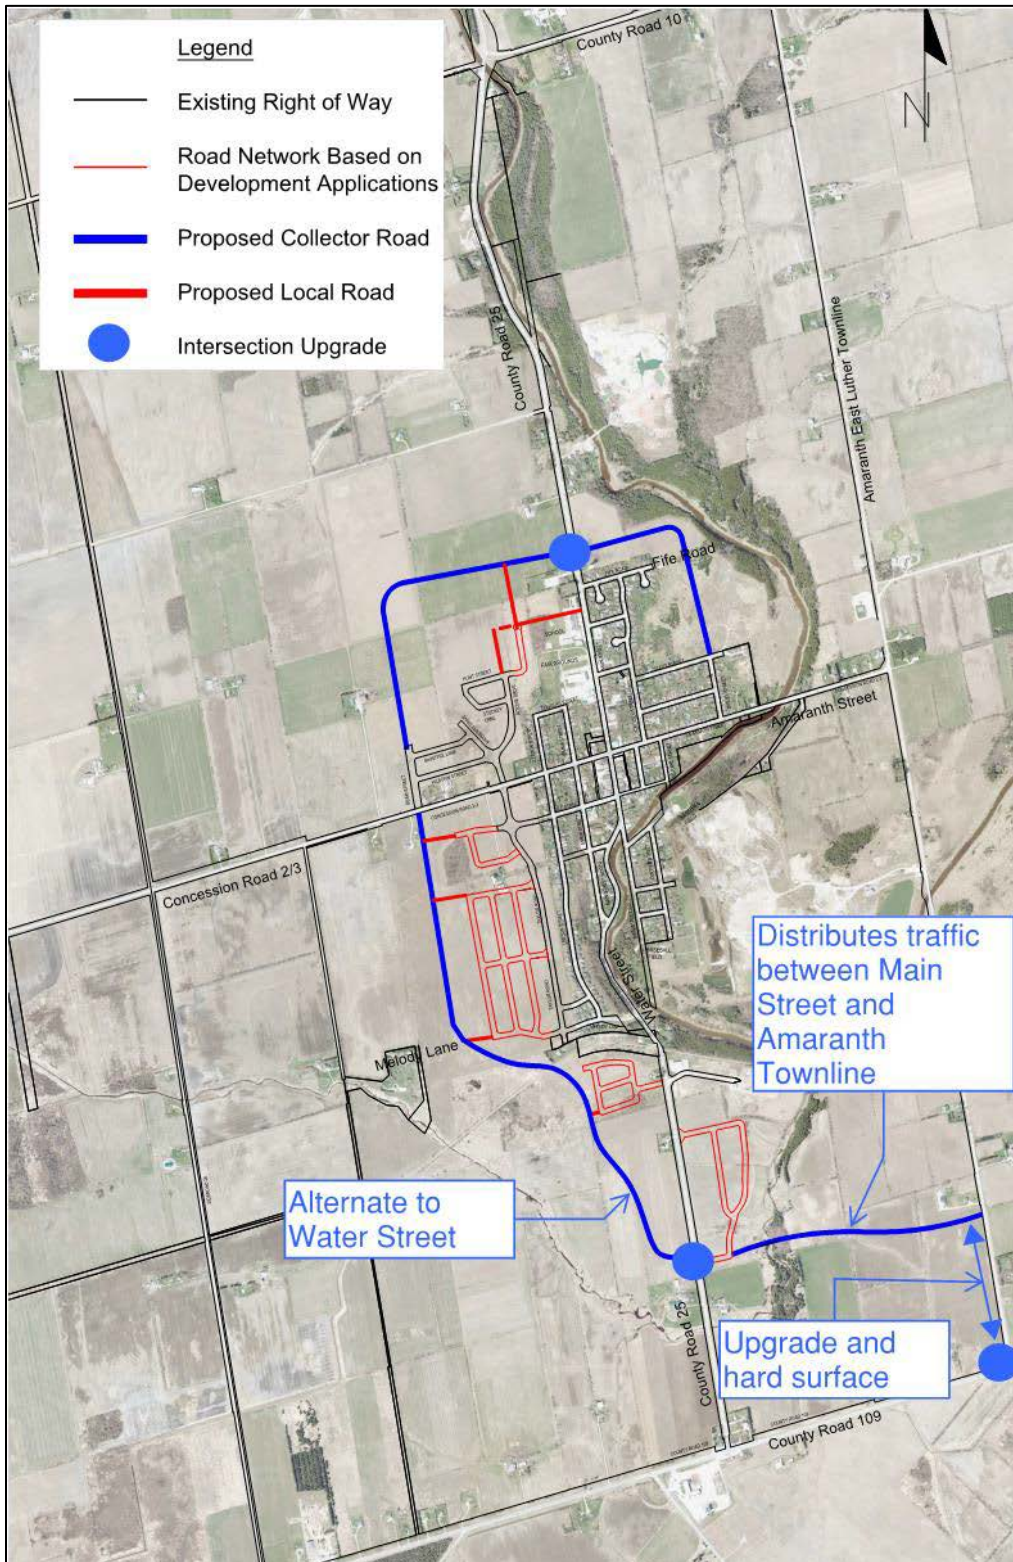 Legend
Existing Right of Way
Road Network Based on
Development Applications
Proposed Collector Road
Proposed Local Road
Intersection Upgrade
County Road 10
N
County Road 25
Amaranth East Luther Townline
Fife Road
SCHOOL
Amaranth Street
Concession Road 2/3
Water Street
Melody Lane
Distributes traffic
between Main
Street and
Amaranth
Townline
Alternate to
Water Street
Upgrade and
hard surface
County Road 25
County Road 109